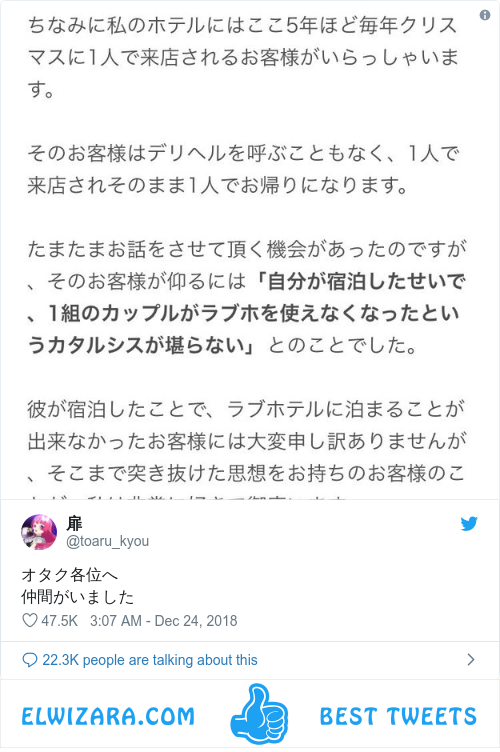 ちなみに私のホテルにはここ5年ほど毎年クリス
マスに1人で来店されるお客様がいらっしゃいま
す。
そのお客様はデリヘルを呼ぶこともなく、1人で
来店されそのまま1人でお帰りになります。
たまたまお話をさせて頂く機会があったのですが
、そのお客様が仰るには「自分が宿泊したせいで
、1組のカップルがラブホを使えなくなったとい
うカタルシスが堪らない」とのことでした。
彼が宿泊したことで、ラブホテルに泊まることが
出来なかったお客様には大変申し訳ありませんが
、そこまで突き抜けた思想をお持ちのお客様のこ
扉
@toaru_kyou
オタク各位へ
仲間がいました
47.5K 3:07 AM - Dec 24, 2018
22.3K people are talking about this
ELWIZARA.COM BEST TWEETS